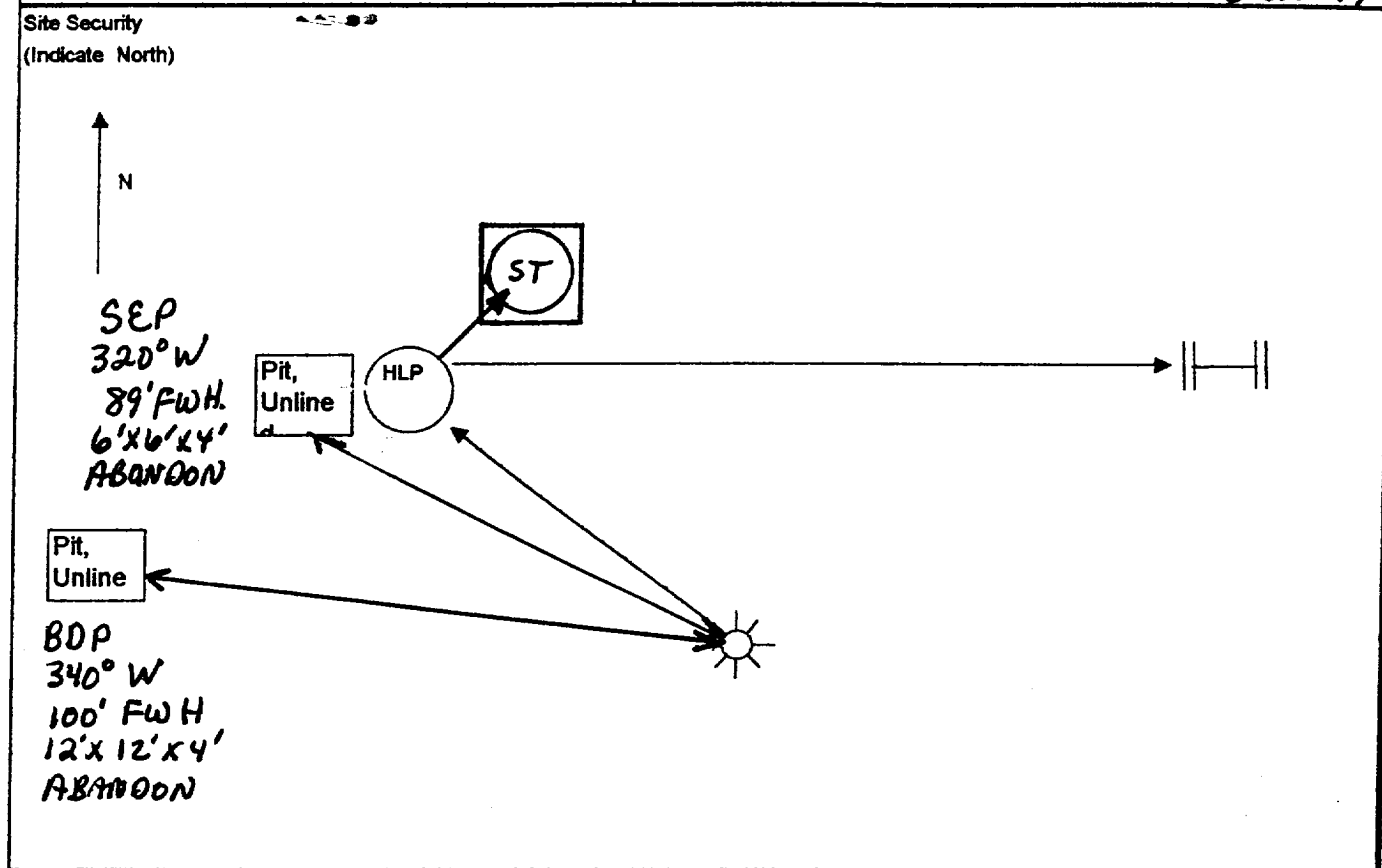 Site Security
(Indicate North)
N
ST
SEP
320° W
89' FWH.
6'X6'X4'
ABANDON
Pit,
Unline
d
HLP
Pit,
Unline
BDP
340° W
100' FWH
12'X 12'X4'
ABANDON